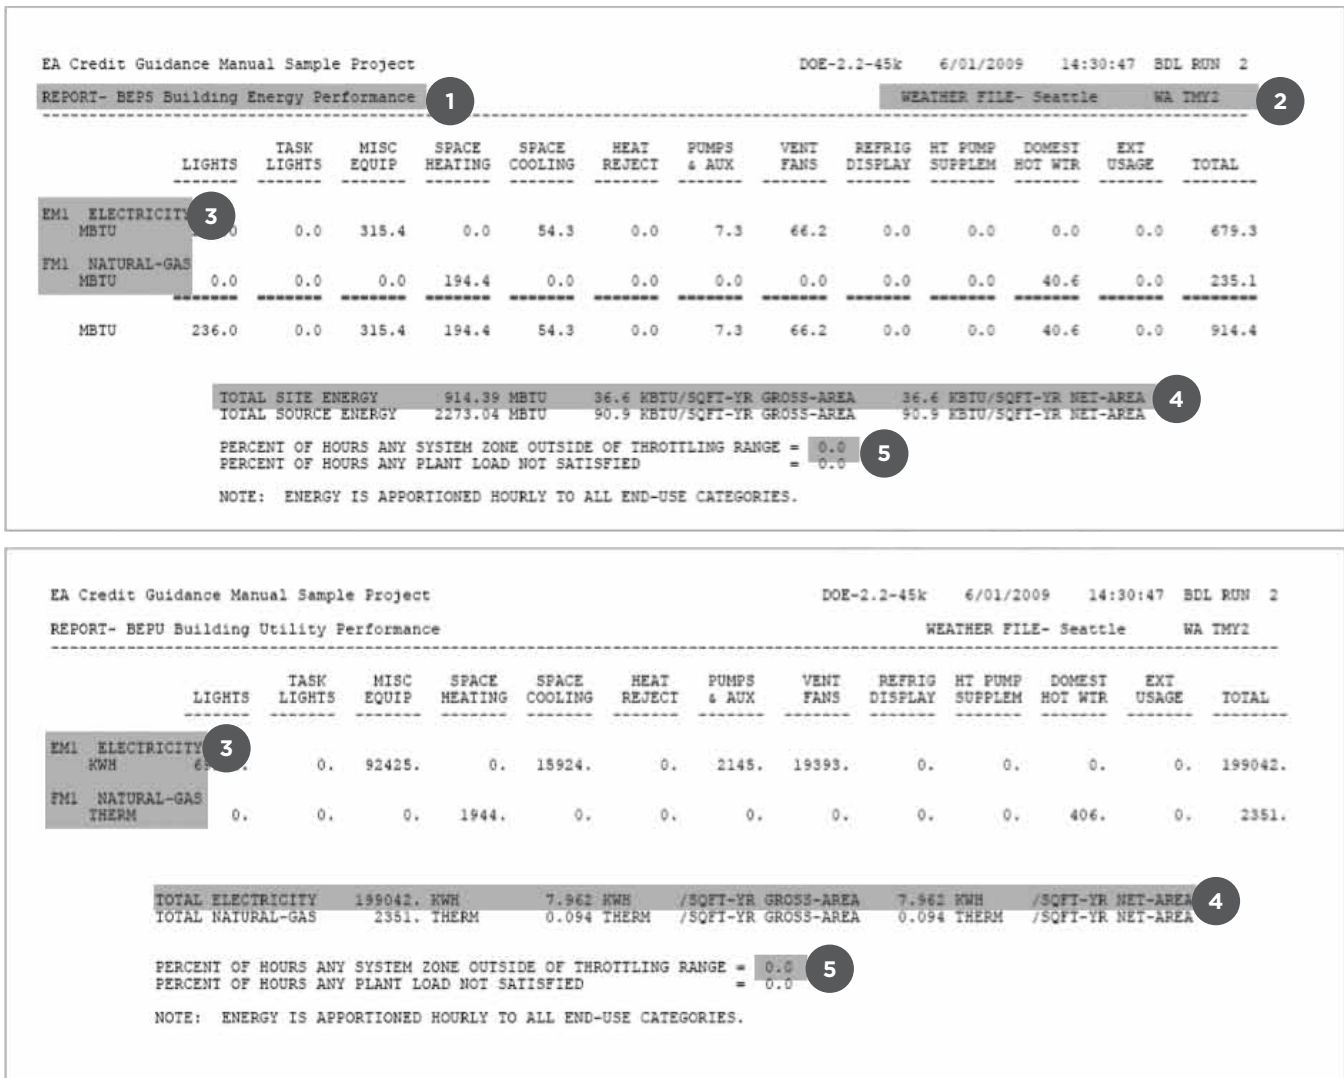 EA Credit Guidance Manual Sample Project DOE-2.2-45k 6/01/2009 14:30:47 BDL RUN 2
REPORT- BEPS Building Energy Performance 1 WEATHER FILE- Seattle WA TMY2 2
TASK MISC SPACE SPACE HEAT PUMPS VENT REFRIG HT PUMP DOMEST EXT
LIGHTS LIGHTS EQUIP HEATING COOLING REJECT & AUX FANS DISPLAY SUPPLEM HOT WTR USAGE TOTAL
EM1 ELECTRICITY 3
MBTU 0.0 315.4 0.0 54.3 0.0 7.3 66.2 0.0 0.0 0.0 0.0 679.3
FM1 NATURAL-GAS
MBTU 0.0 0.0 0.0 194.4 0.0 0.0 0.0 0.0 0.0 0.0 40.6 0.0 235.1
MBTU 236.0 0.0 315.4 194.4 54.3 0.0 7.3 66.2 0.0 0.0 40.6 0.0 914.4
TOTAL SITE ENERGY 914.39 MBTU 36.6 KBTU/SQFT-YR GROSS-AREA 36.6 KBTU/SQFT-YR NET-AREA 4
TOTAL SOURCE ENERGY 2273.04 MBTU 90.9 KBTU/SQFT-YR GROSS-AREA 90.9 KBTU/SQFT-YR NET-AREA
PERCENT OF HOURS ANY SYSTEM ZONE OUTSIDE OF THROTTLING RANGE = 0.0 5
PERCENT OF HOURS ANY PLANT LOAD NOT SATISFIED = 0.0
NOTE: ENERGY IS APPORTIONED HOURLY TO ALL END-USE CATEGORIES.
EA Credit Guidance Manual Sample Project DOE-2.2-45k 6/01/2009 14:30:47 BDL RUN 2
REPORT- BEPU Building Utility Performance WEATHER FILE- Seattle WA TMY2
TASK MISC SPACE SPACE HEAT PUMPS VENT REFRIG HT PUMP DOMEST EXT
LIGHTS LIGHTS EQUIP HEATING COOLING REJECT & AUX FANS DISPLAY SUPPLEM HOT WTR USAGE TOTAL
EM1 ELECTRICITY 3
KWH 0. 92425. 0. 15924. 0. 2145. 19393. 0. 0. 0. 0. 199042.
FM1 NATURAL-GAS
THERM 0. 0. 0. 1944. 0. 0. 0. 0. 0. 0. 406. 0. 2351.
TOTAL ELECTRICITY 199042. KWH 7.962 KWH /SQFT-YR GROSS-AREA 7.962 KWH /SQFT-YR NET-AREA 4
TOTAL NATURAL-GAS 2351. THERM 0.094 THERM /SQFT-YR GROSS-AREA 0.094 THERM /SQFT-YR NET-AREA
PERCENT OF HOURS ANY SYSTEM ZONE OUTSIDE OF THROTTLING RANGE = 0.0 5
PERCENT OF HOURS ANY PLANT LOAD NOT SATISFIED = 0.0
NOTE: ENERGY IS APPORTIONED HOURLY TO ALL END-USE CATEGORIES.